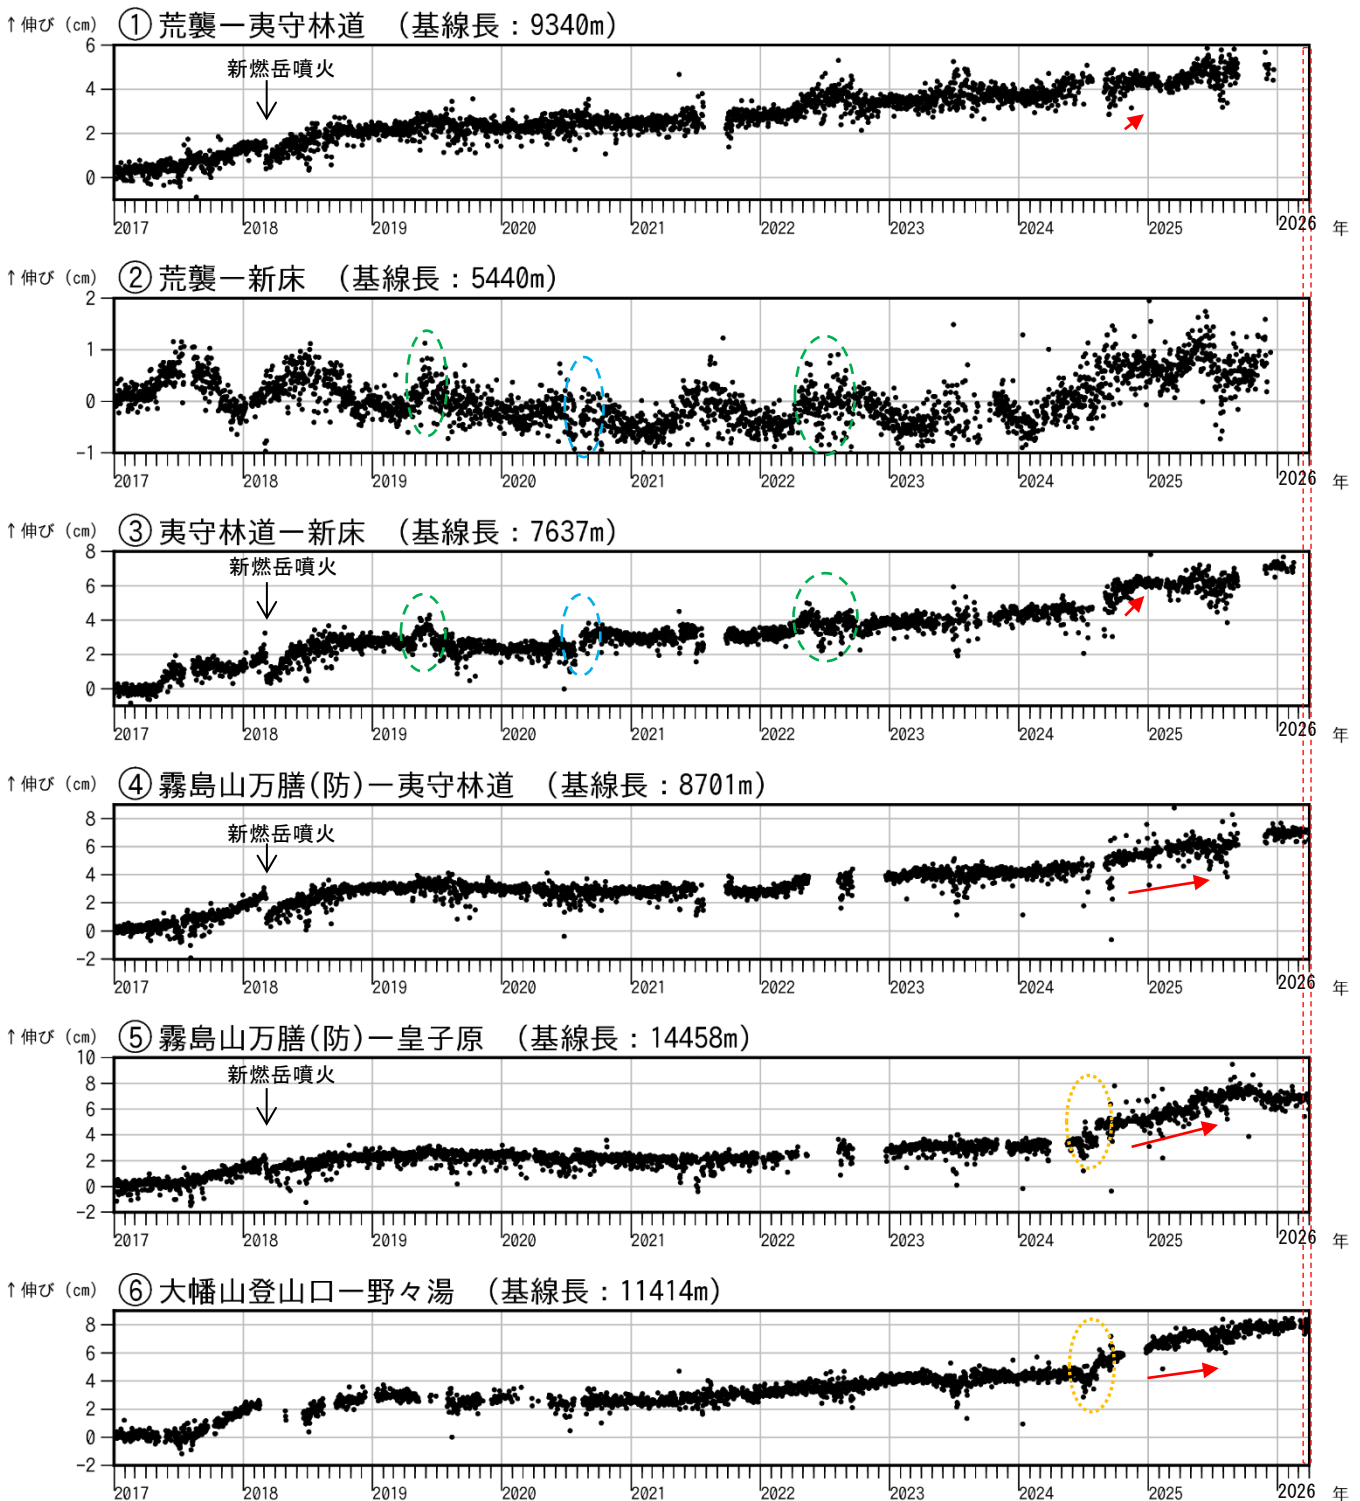 ↑伸び（㎝） ①荒襲ー夷守林道　（基線長：9340m）
新燃岳噴火
6
4
2
0
2017 2018 2019 2020 2021 2022 2023 2024 2025 2026 年
↑伸び（㎝） ②荒襲ー新床　（基線長：5440m）
2
1
0
-1
2017 2018 2019 2020 2021 2022 2023 2024 2025 2026 年
↑伸び（㎝） ③夷守林道ー新床　（基線長：7637m）
新燃岳噴火
8
6
4
2
0
2017 2018 2019 2020 2021 2022 2023 2024 2025 2026 年
↑伸び（㎝） ④霧島山万膳(防)ー夷守林道　（基線長：8701m）
新燃岳噴火
8
6
4
2
0
-2
2017 2018 2019 2020 2021 2022 2023 2024 2025 2026 年
↑伸び（㎝） ⑤霧島山万膳(防)ー皇子原　（基線長：14458m）
新燃岳噴火
10
8
6
4
2
0
-2
2017 2018 2019 2020 2021 2022 2023 2024 2025 2026 年
↑伸び（㎝） ⑥大幡山登山口ー野々湯　（基線長：11414m）
8
6
4
2
0
-2
2017 2018 2019 2020 2021 2022 2023 2024 2025 2026 年